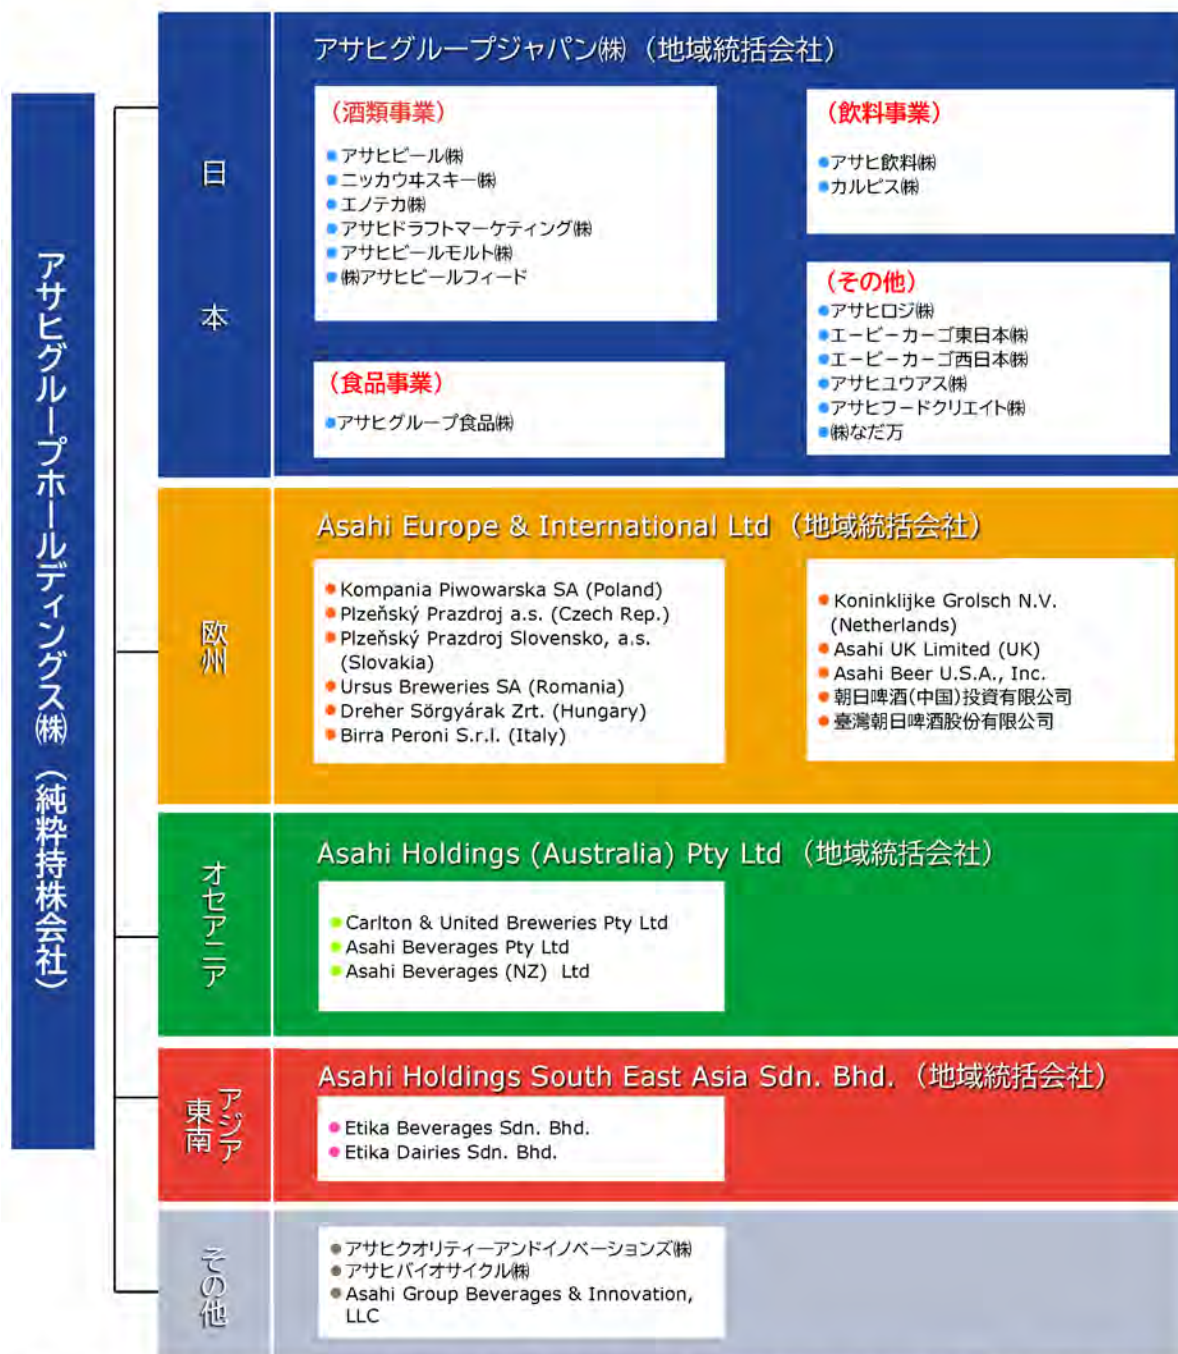 アサヒグループホールディングス㈱（純粋持株会社）
日本
アサヒグループジャパン㈱（地域統括会社）
（酒類事業）
アサヒビール㈱
ニッカウヰスキー㈱
エノテカ㈱
アサヒドラフトマーケティング㈱
アサヒビールモルト㈱
㈱アサヒビールフィード
（飲料事業）
アサヒ飲料㈱
カルピス㈱
（食品事業）
アサヒグループ食品㈱
（その他）
アサヒロジ㈱
エービーカーゴ東日本㈱
エービーカーゴ西日本㈱
アサヒユウアス㈱
アサヒフードクリエイト㈱
㈱なだ万
欧州
Asahi Europe & International Ltd（地域統括会社）
Kompania Piwowarska SA (Poland)
Plzeňský Prazdroj a.s. (Czech Rep.)
Plzeňský Prazdroj Slovensko, a.s.
(Slovakia)
Ursus Breweries SA (Romania)
Dreher Sörgyárak Zrt. (Hungary)
Birra Peroni S.r.l. (Italy)
Koninklijke Grolsch N.V.
(Netherlands)
Asahi UK Limited (UK)
Asahi Beer U.S.A., Inc.
朝日啤酒(中国)投資有限公司
臺灣朝日啤酒股份有限公司
オセアニア
Asahi Holdings (Australia) Pty Ltd（地域統括会社）
Carlton & United Breweries Pty Ltd
Asahi Beverages Pty Ltd
Asahi Beverages (NZ) Ltd
東南
アジア
Asahi Holdings South East Asia Sdn. Bhd.（地域統括会社）
Etika Beverages Sdn. Bhd.
Etika Dairies Sdn. Bhd.
その他
アサヒクオリティーアンドイノベーションズ㈱
アサヒバイオサイクル㈱
Asahi Group Beverages & Innovation,
LLC